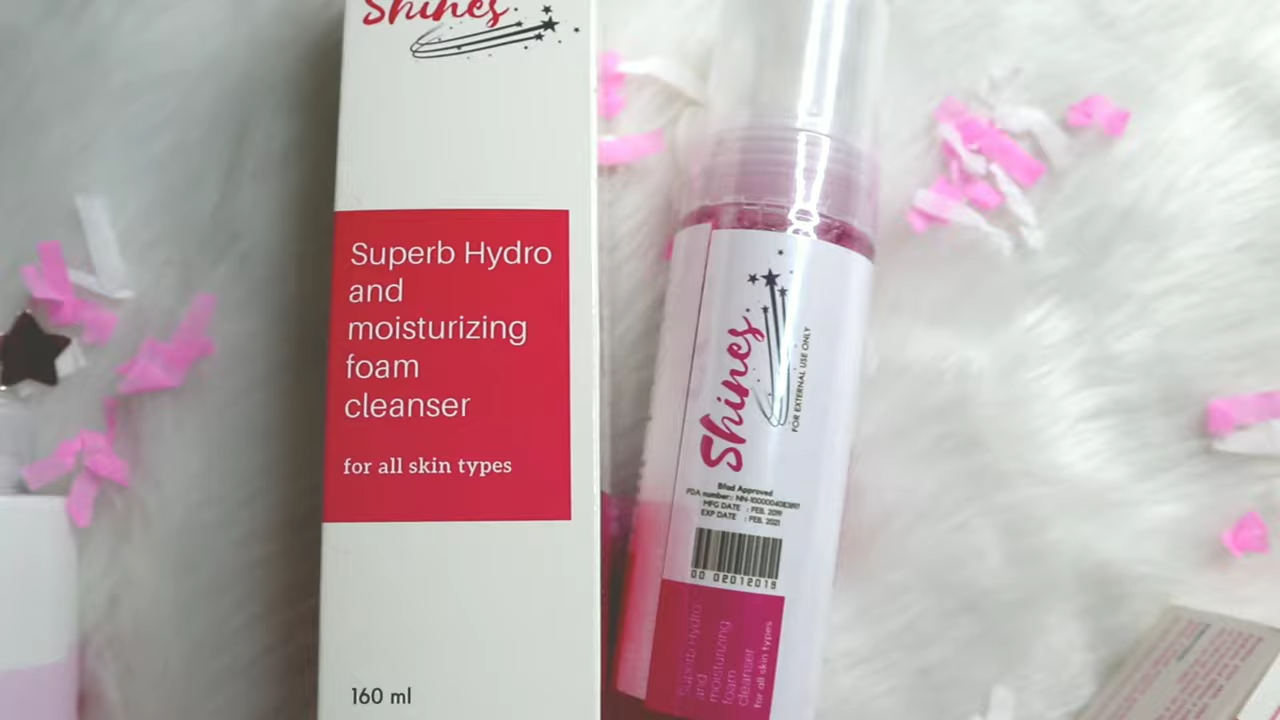 Shines
Superb Hydro
and
moisturizing
foam
cleanser
for all skin types
160 ml
Shines
FOR EXTERNAL USE ONLY
Bfad Approved
FDA number:
MFG DATE : FEB. 2019
EXP DATE : FEB. 2021
00 02012019
Superb Hydro
and
moisturizing
foam
cleanser
for all skin types